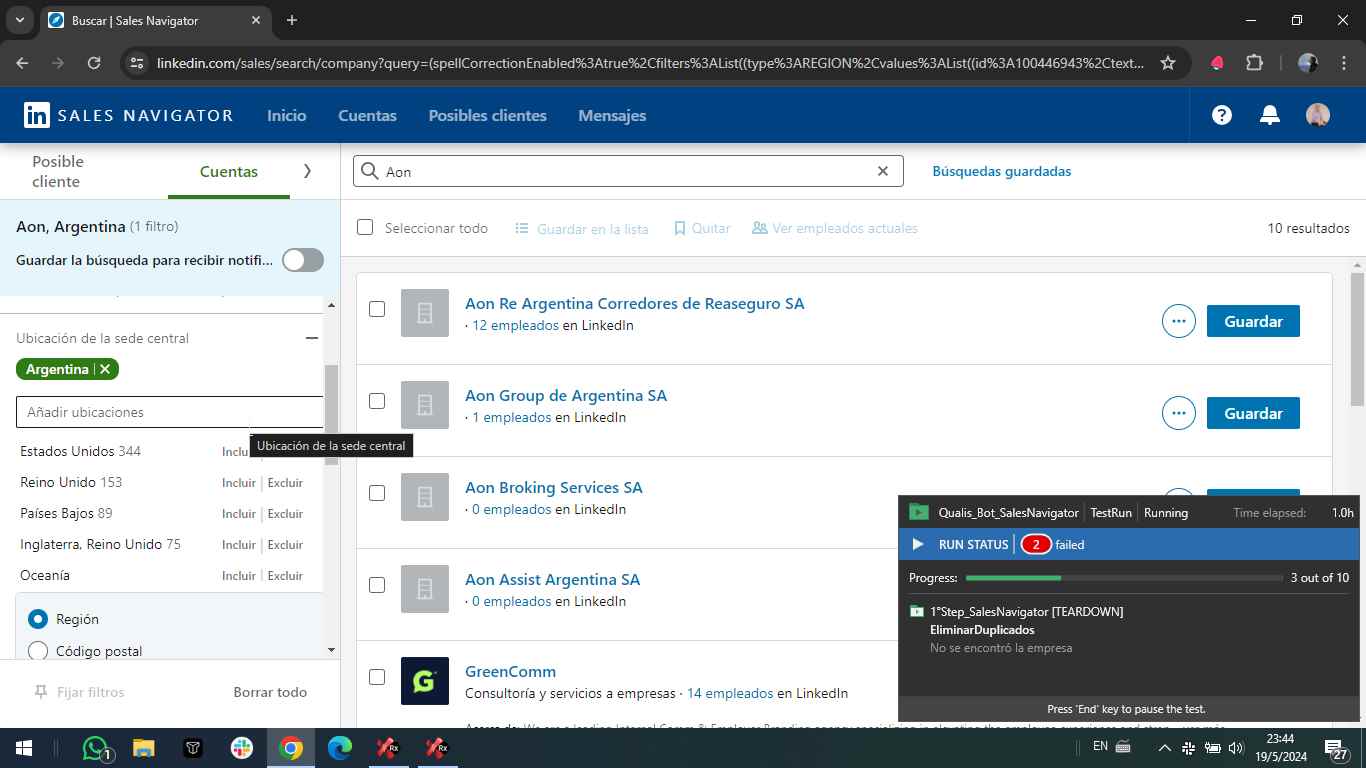 Buscar | Sales Navigator
linkedin.com/sales/search/company?query=(spellCorrectionEnabled%3Atrue%2Cfilters%3AList((type%3AREGION%2Cvalues%3AList((id%3A100446943%2Ctext...
in SALES NAVIGATOR Inicio Cuentas Posibles clientes Mensajes
Posible
cliente
Cuentas
Aon
Búsquedas guardadas
Aon, Argentina (1 filtro)
Guardar la búsqueda para recibir notifi...
Seleccionar todo Guardar en la lista Quitar Ver empleados actuales 10 resultados
Ubicación de la sede central
Argentina
Añadir ubicaciones
Ubicación de la sede central
Estados Unidos 344 Inclu
Reino Unido 153 Incluir Excluir
Países Bajos 89 Incluir Excluir
Inglaterra, Reino Unido 75 Incluir Excluir
Oceanía Incluir Excluir
Región
Código postal
Fijar filtros Borrar todo
Aon Re Argentina Corredores de Reaseguro SA
· 12 empleados en LinkedIn
Guardar
Aon Group de Argentina SA
· 1 empleados en LinkedIn
Guardar
Aon Broking Services SA
· 0 empleados en LinkedIn
Aon Assist Argentina SA
· 0 empleados en LinkedIn
GreenComm
Consultoría y servicios a empresas · 14 empleados en LinkedIn
Qualis_Bot_SalesNavigator TestRun Running Time elapsed: 1.0h
RUN STATUS 2 failed
Progress: 3 out of 10
1°Step_SalesNavigator [TEARDOWN]
EliminarDuplicados
No se encontró la empresa
Press 'End' key to pause the test.
1
Rx
Rx
EN
23:44
19/5/2024
27